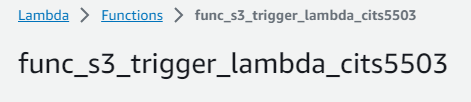 Lambda > Functions > func_s3_trigger_lambda_cits5503
func_s3_trigger_lambda_cits5503